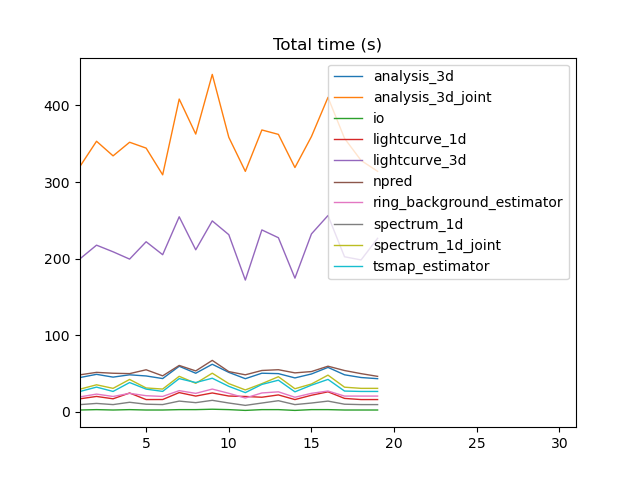 Total time (s)
analysis_3d
analysis_3d_joint
io
lightcurve_1d
lightcurve_3d
npred
ring_background_estimator
spectrum_1d
spectrum_1d_joint
tsmap_estimator
400
300
200
100
0
5
10
15
20
25
30